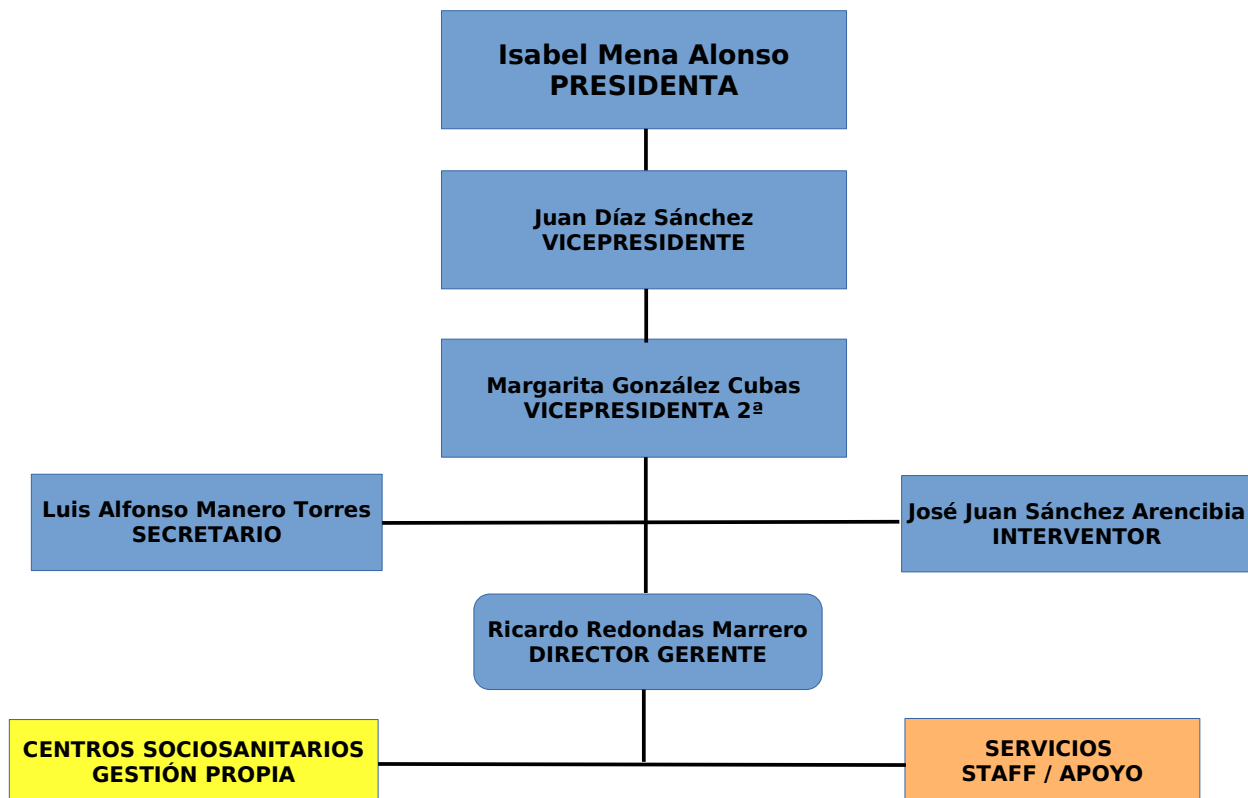 Isabel Mena Alonso
PRESIDENTA
Juan Díaz Sánchez
VICEPRESIDENTE
Margarita González Cubas
VICEPRESIDENTA 2ª
Luis Alfonso Manero Torres
SECRETARIO
José Juan Sánchez Arencibia
INTERVENTOR
Ricardo Redondas Marrero
DIRECTOR GERENTE
CENTROS SOCIOSANITARIOS
GESTIÓN PROPIA
SERVICIOS
STAFF / APOYO